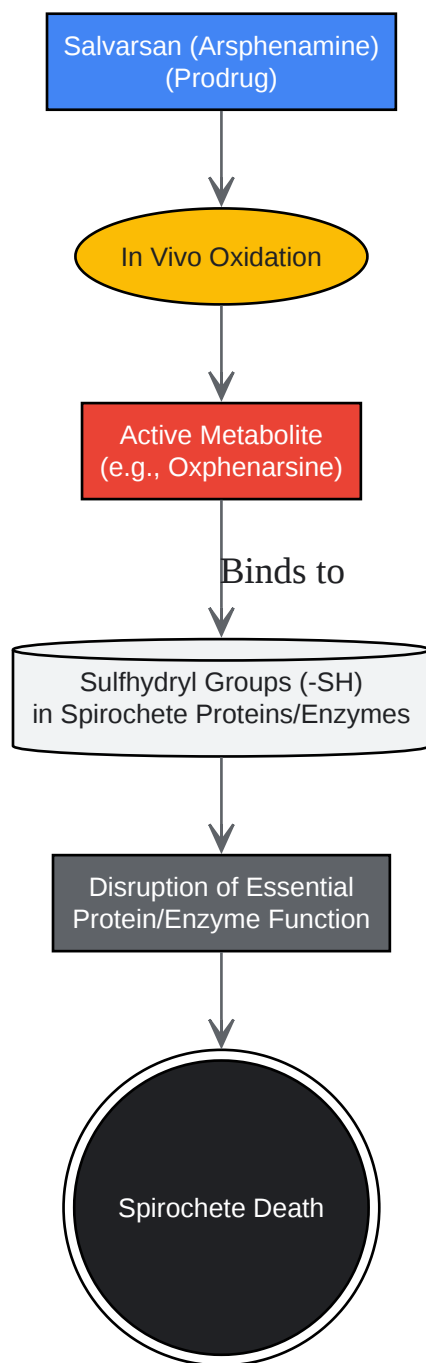 Salvarsan (Arsphenamine)
(Prodrug)
In Vivo Oxidation
Active Metabolite
(e.g., Oxphenarsine)
Binds to
Sulfhydryl Groups (-SH)
in Spirochete Proteins/Enzymes
Disruption of Essential
Protein/Enzyme Function
Spirochete Death